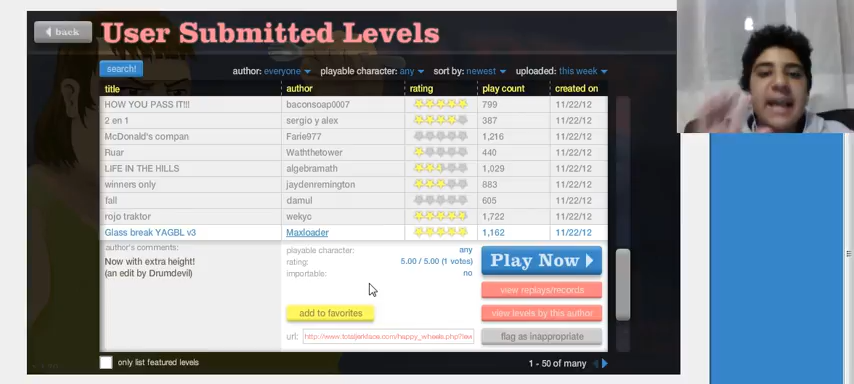 back
User Submitted Levels
search!
author: everyone playable character: any sort by: newest uploaded: this week
title author rating play count created on
HOW YOU PASS IT!!! baconsoap0007 799 11/22/12
2 en 1 sergio y alex 387 11/22/12
McDonald's compan Farie977 1,216 11/22/12
Ruar Waththetower 440 11/22/12
LIFE IN THE HILLS algebramath 1,029 11/22/12
winners only jaydenremington 883 11/22/12
fall damul 605 11/22/12
rojo traktor wekyc 1,722 11/22/12
Glass break YAGBL v3 Maxloader 1,162 11/22/12
author's comments:
Now with extra height!
(an edit by Drumdevil)
playable character: any
rating: 5.00 / 5.00 (1 votes)
importable: no
add to favorites
url: http://www.totaljerkface.com/happy_wheels.php?lev
Play Now
view replays/records
view levels by this author
flag as inappropriate
only list featured levels
1 - 50 of many